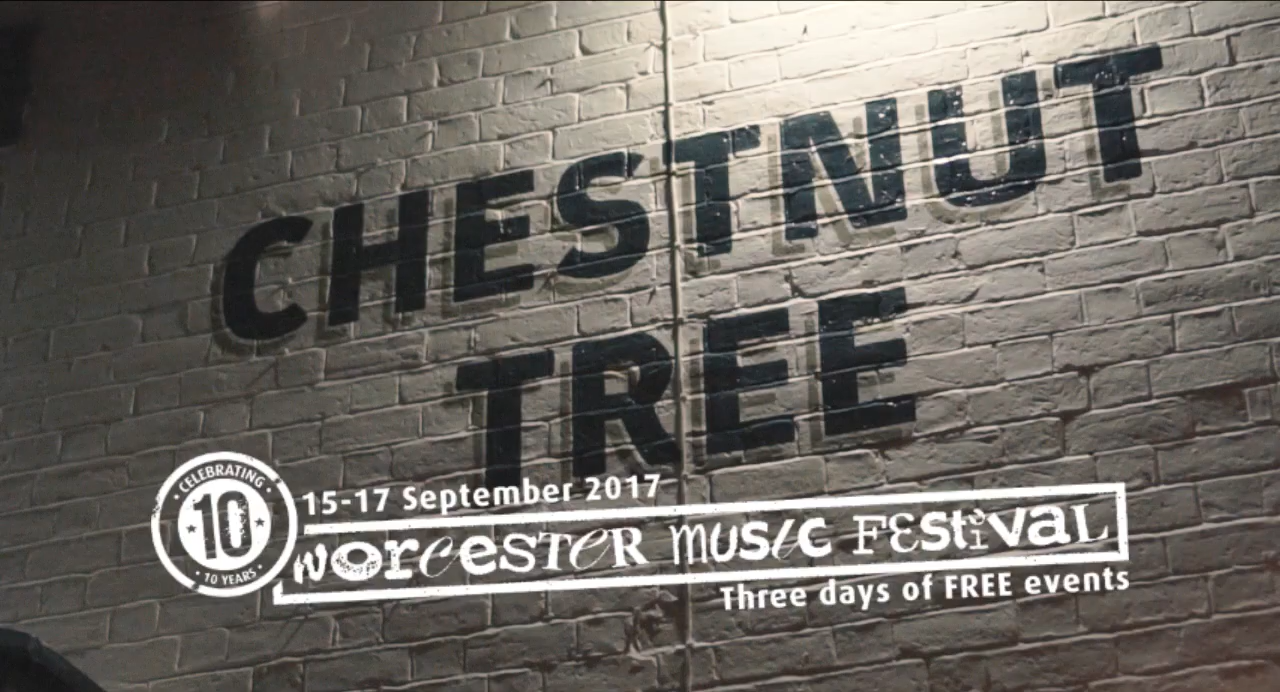 CHESTNUT
TREE
CELEBRATING
10
10 YEARS
15-17 September 2017
WORCESTER MUSIC FESTIVAL
Three days of FREE events